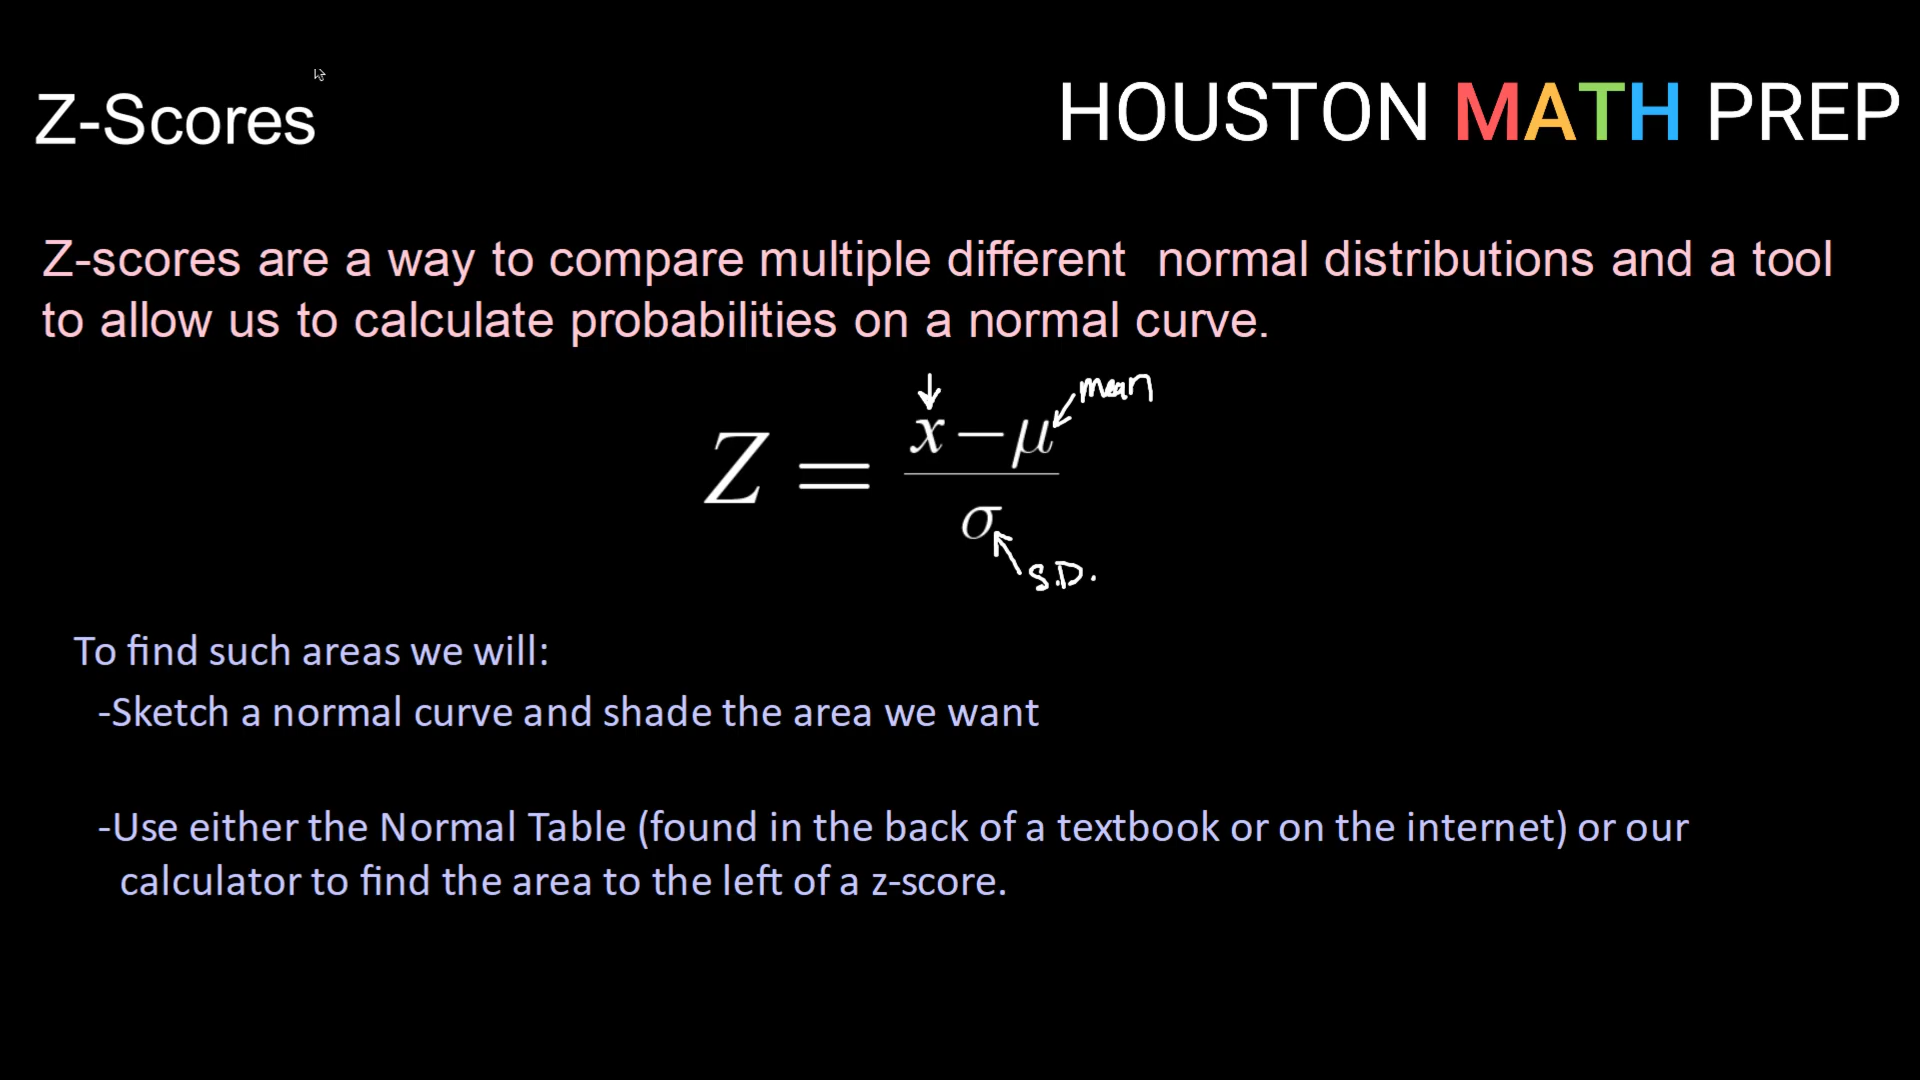 Z-Scores
HOUSTON MATH PREP
Z-scores are a way to compare multiple different normal distributions and a tool
to allow us to calculate probabilities on a normal curve.
mean
Z = \frac{x - μ}{σ}
S.D.
To find such areas we will:
-Sketch a normal curve and shade the area we want
-Use either the Normal Table (found in the back of a textbook or on the internet) or our
calculator to find the area to the left of a z-score.